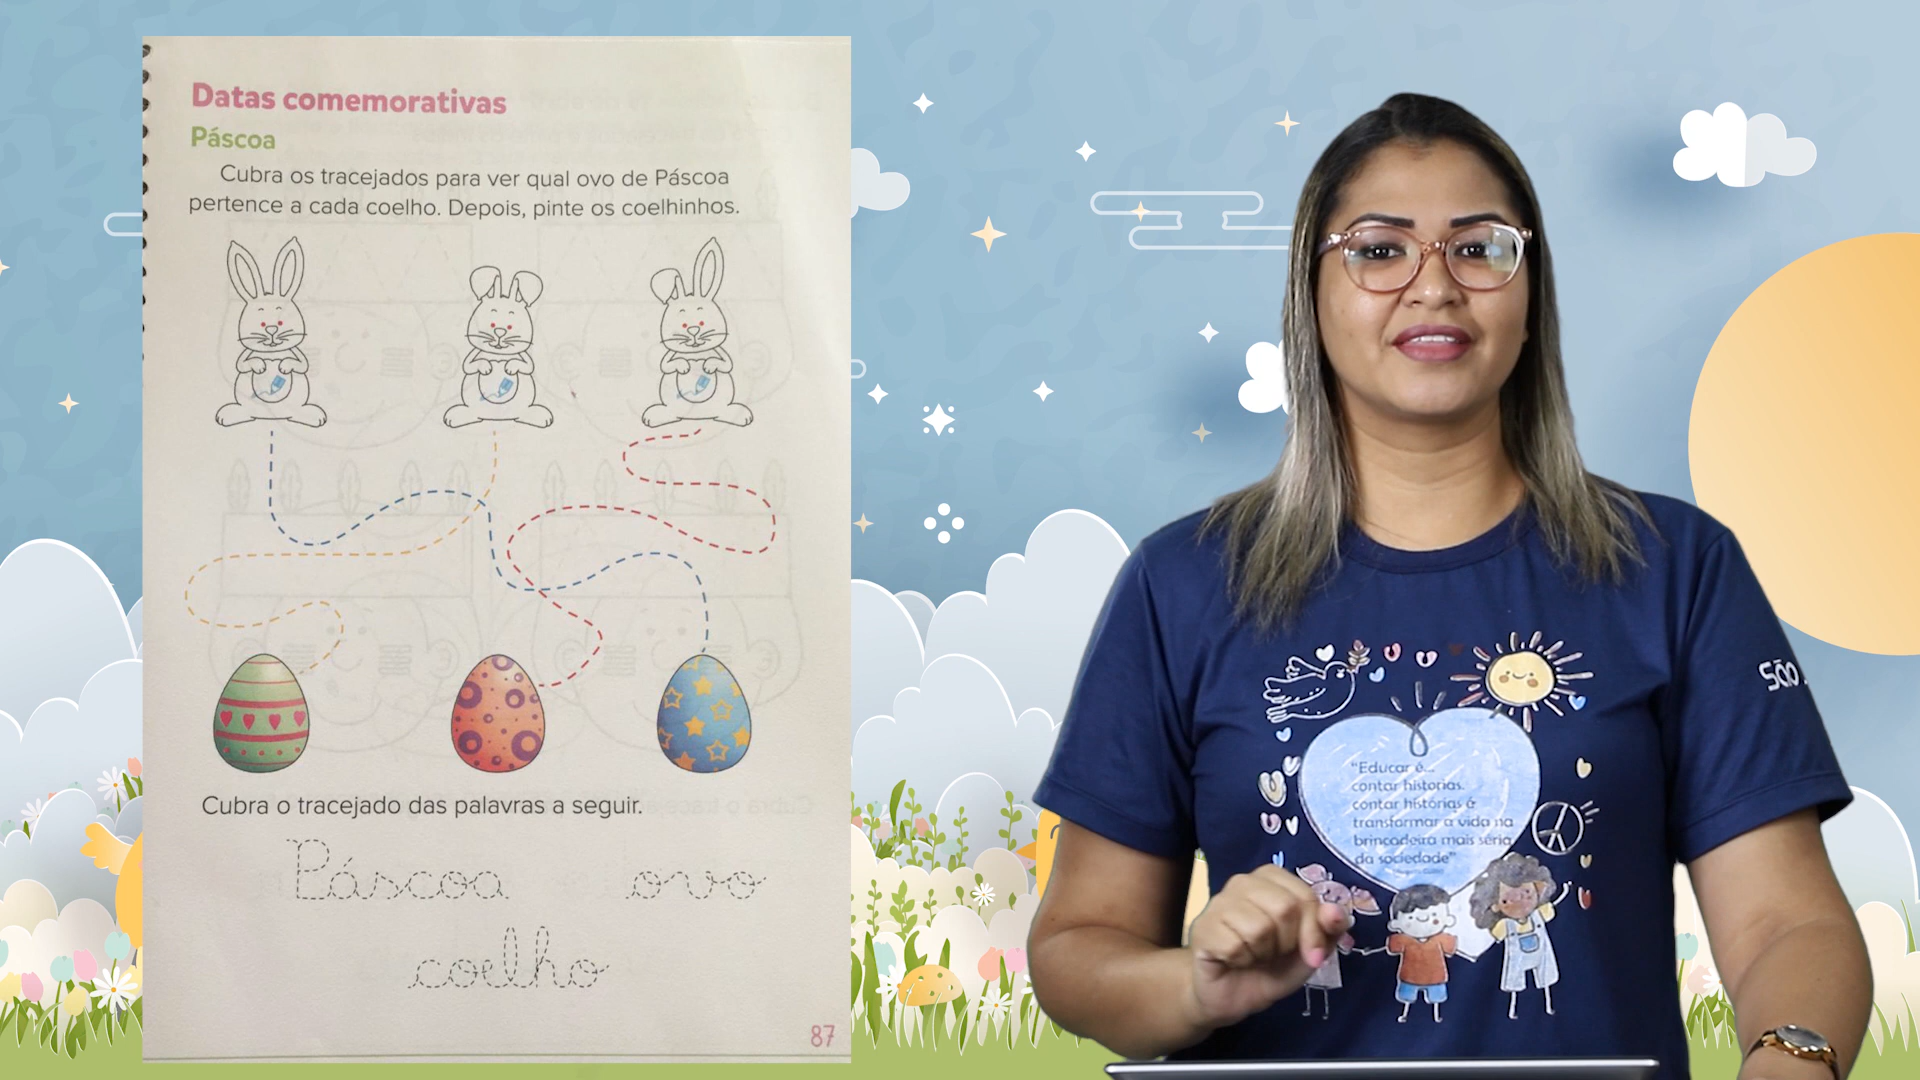 Datas comemorativas
Páscoa
Cubra os tracejados para ver qual ovo de Páscoa
pertence a cada coelho. Depois, pinte os coelhinhos.
Cubra o tracejado das palavras a seguir.
Páscoa ovo
coelho
87
"Educar é...
contar histórias.
contar histórias é
transformar a vida na
brincadeira mais séria
da sociedade"
São